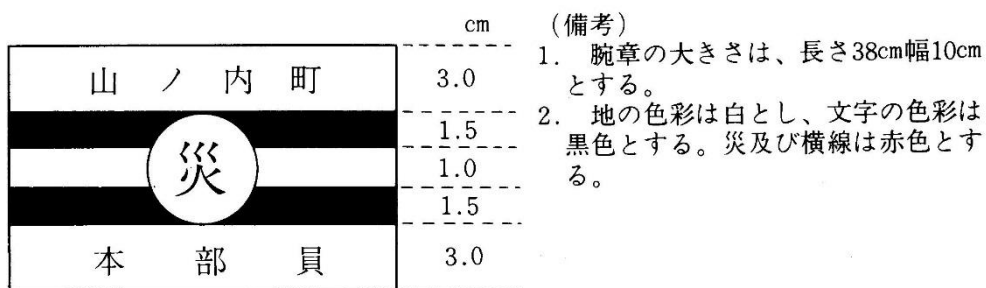 cm
山ノ内町
3.0
1.5
災
1.0
1.5
本部員
3.0
(備考)
1. 腕章の大きさは、長さ38cm幅10cm
とする。
2. 地の色彩は白とし、文字の色彩は
黒色とする。災及び横線は赤色とす
る。